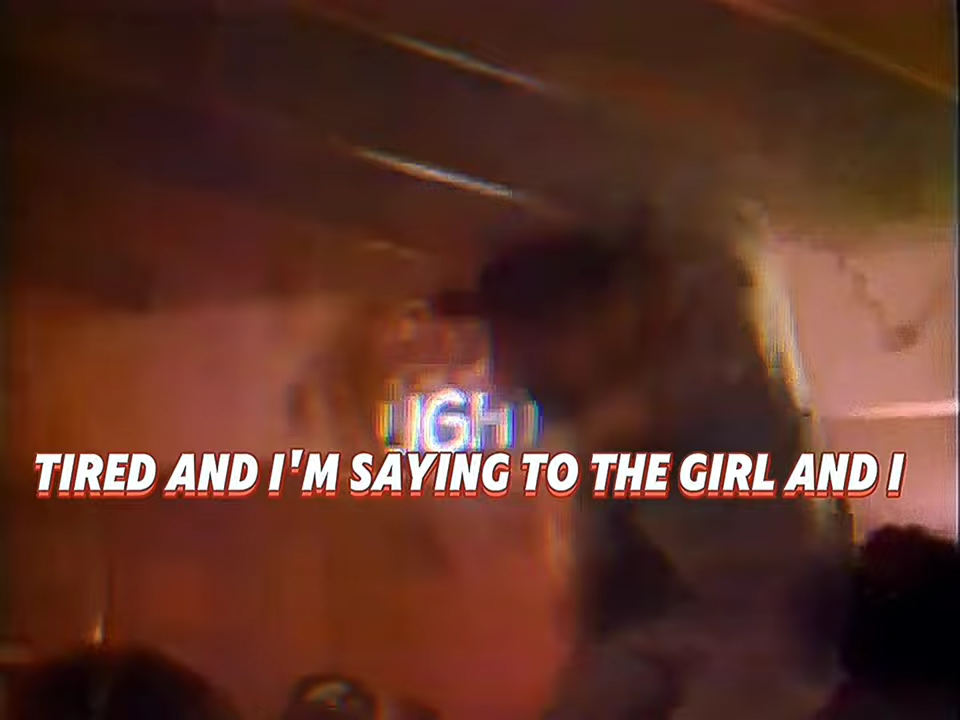 TIRED AND I'M SAYING TO THE GIRL AND I